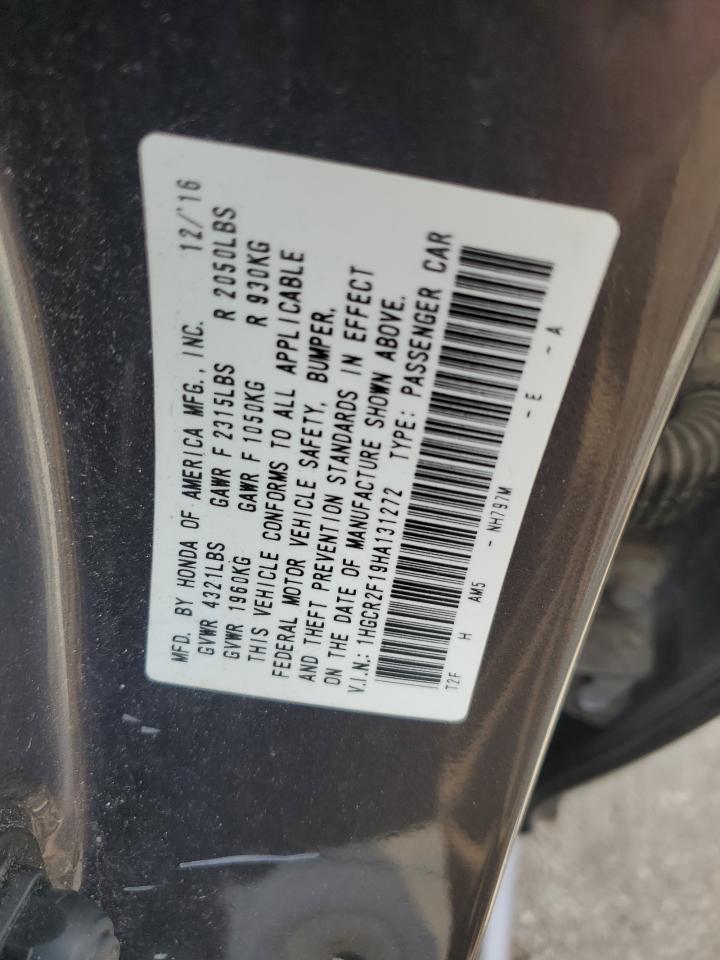 MFD. BY HONDA OF AMERICA MFG., INC. 12/'16
GVWR 4321LBS GAWR F 2315LBS R 2050LBS
GVWR 1960KG GAWR F 1050KG R 930KG
THIS VEHICLE CONFORMS TO ALL APPLICABLE
FEDERAL MOTOR VEHICLE SAFETY, BUMPER,
AND THEFT PREVENTION STANDARDS IN EFFECT
ON THE DATE OF MANUFACTURE SHOWN ABOVE.
V.I.N.: 1HGCR2F19HA131272 TYPE: PASSENGER CAR
T2F H AM5 - NH797M - E - A